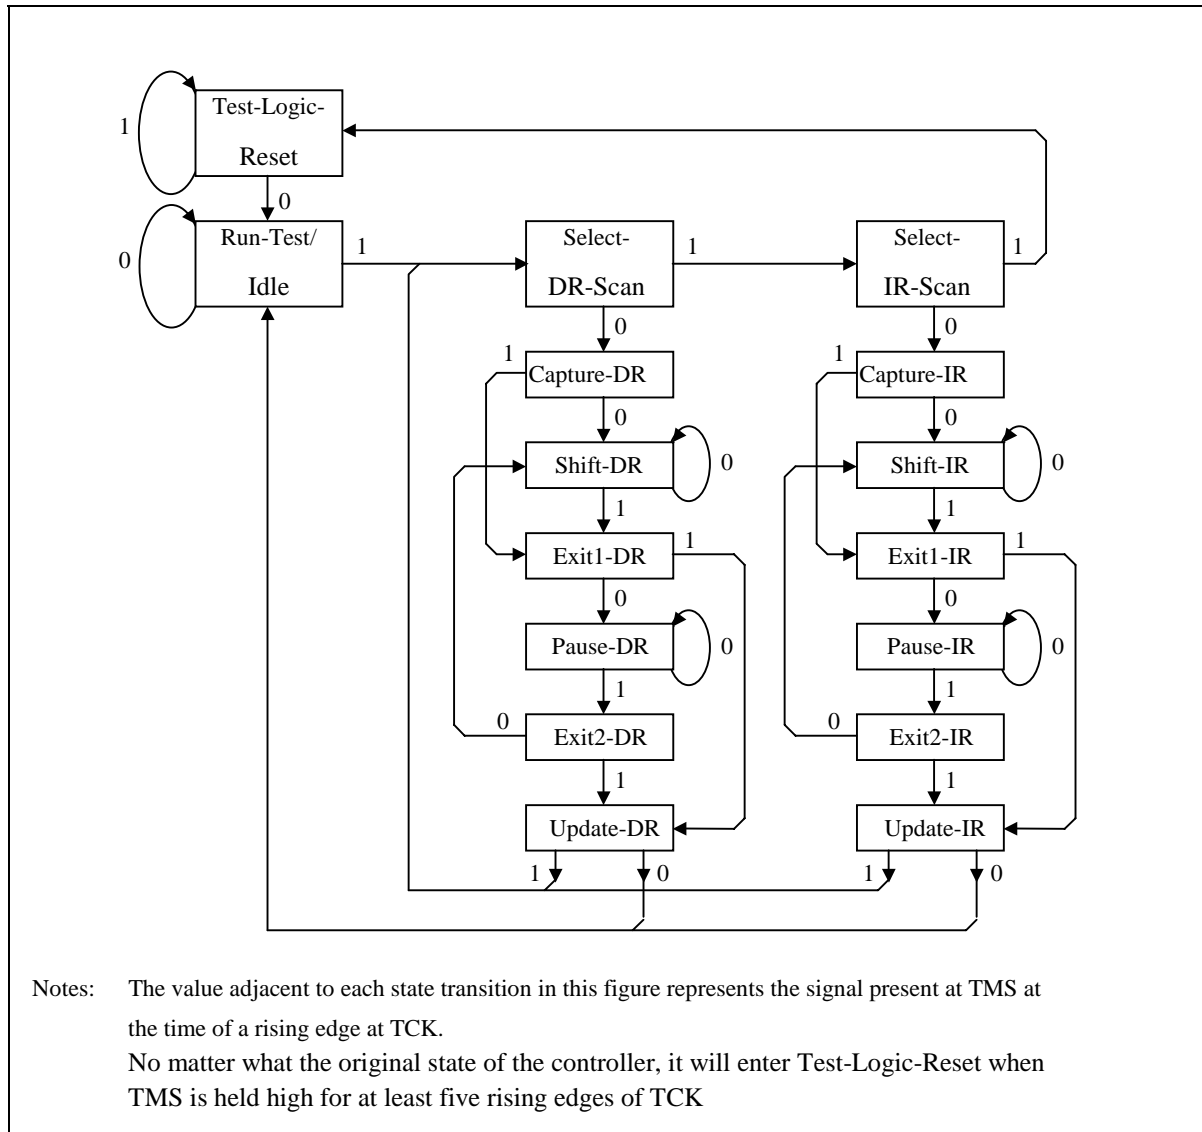 Test-Logic-
Reset
1
0
Run-Test/
Idle
0
1
Select-
DR-Scan
1
Select-
IR-Scan
1
0
0
1
Capture-DR
1
Capture-IR
0
0
Shift-DR
0
Shift-IR
0
1
1
Exit1-DR
1
Exit1-IR
1
0
0
Pause-DR
0
Pause-IR
0
1
1
0
Exit2-DR
0
Exit2-IR
1
1
Update-DR
Update-IR
1
0
1
0
Notes: The value adjacent to each state transition in this figure represents the signal present at TMS at
the time of a rising edge at TCK.
No matter what the original state of the controller, it will enter Test-Logic-Reset when
TMS is held high for at least five rising edges of TCK